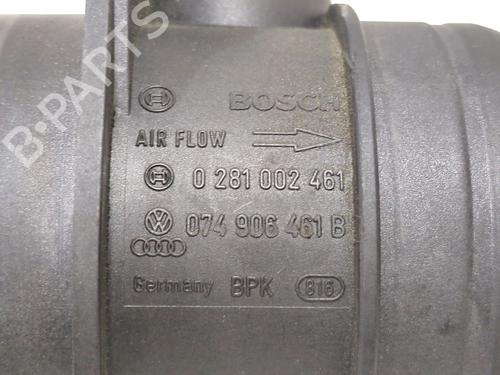 B-PARTS
BOSCH
AIR FLOW
0 281 002 461
074 906 461 B
Germany BPK 816